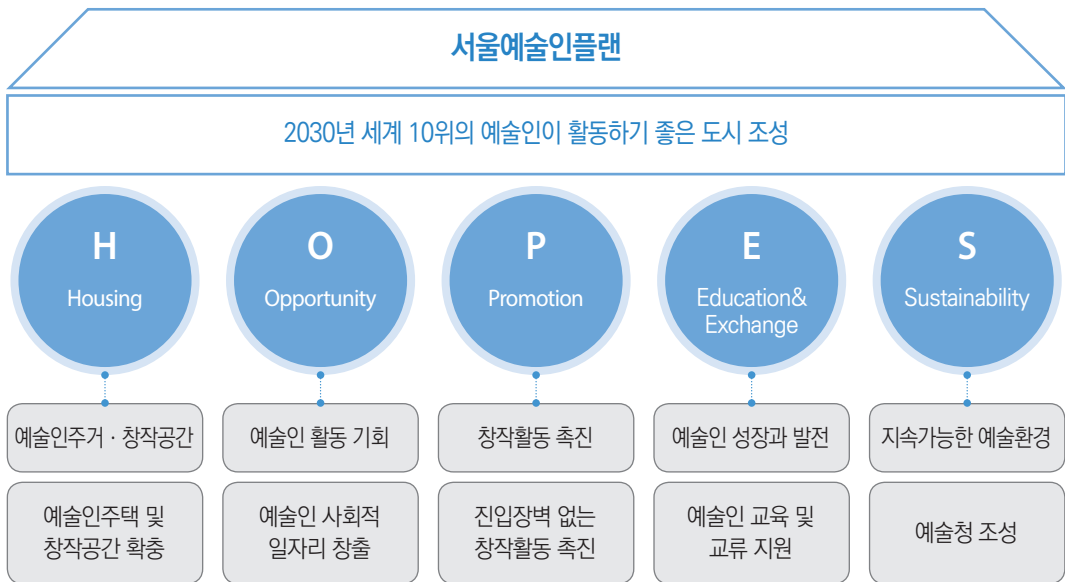 서울예술인플랜
2030년 세계 10위의 예술인이 활동하기 좋은 도시 조성
H
Housing
O
Opportunity
P
Promotion
E
Education&
Exchange
S
Sustainability
예술인주거 · 창작공간
예술인 활동 기회
창작활동 촉진
예술인 성장과 발전
지속가능한 예술환경
예술인주택 및
창작공간 확충
예술인 사회적
일자리 창출
진입장벽 없는
창작활동 촉진
예술인 교육 및
교류 지원
예술청 조성